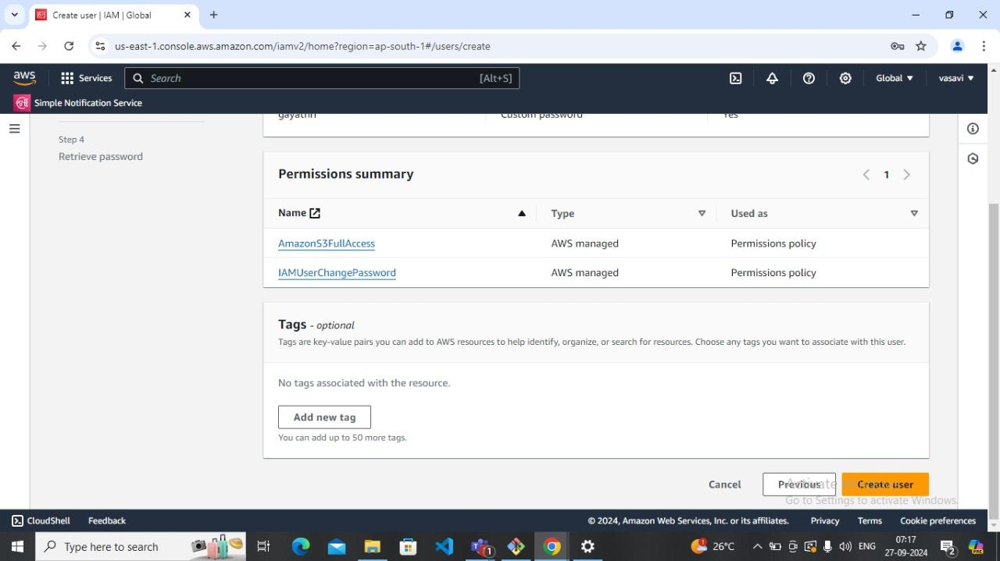 Create user | IAM | Global
us-east-1.console.aws.amazon.com/iamv2/home?region=ap-south-1#/users/create
aws
Services
Search
[Alt+S]
Global
vasavi
Simple Notification Service
gayathri
Custom password
Yes
Step 4
Retrieve password
Permissions summary
1
Name
Type
Used as
AmazonS3FullAccess
AWS managed
Permissions policy
IAMUserChangePassword
AWS managed
Permissions policy
Tags - optional
Tags are key-value pairs you can add to AWS resources to help identify, organize, or search for resources. Choose any tags you want to associate with this user.
No tags associated with the resource.
Add new tag
You can add up to 50 more tags.
Cancel
Previous
Create user
Activate Windows
Go to Settings to activate Windows.
CloudShell
Feedback
© 2024, Amazon Web Services, Inc. or its affiliates.
Privacy
Terms
Cookie preferences
Type here to search
1
1
26°C
ENG
07:17
27-09-2024
2